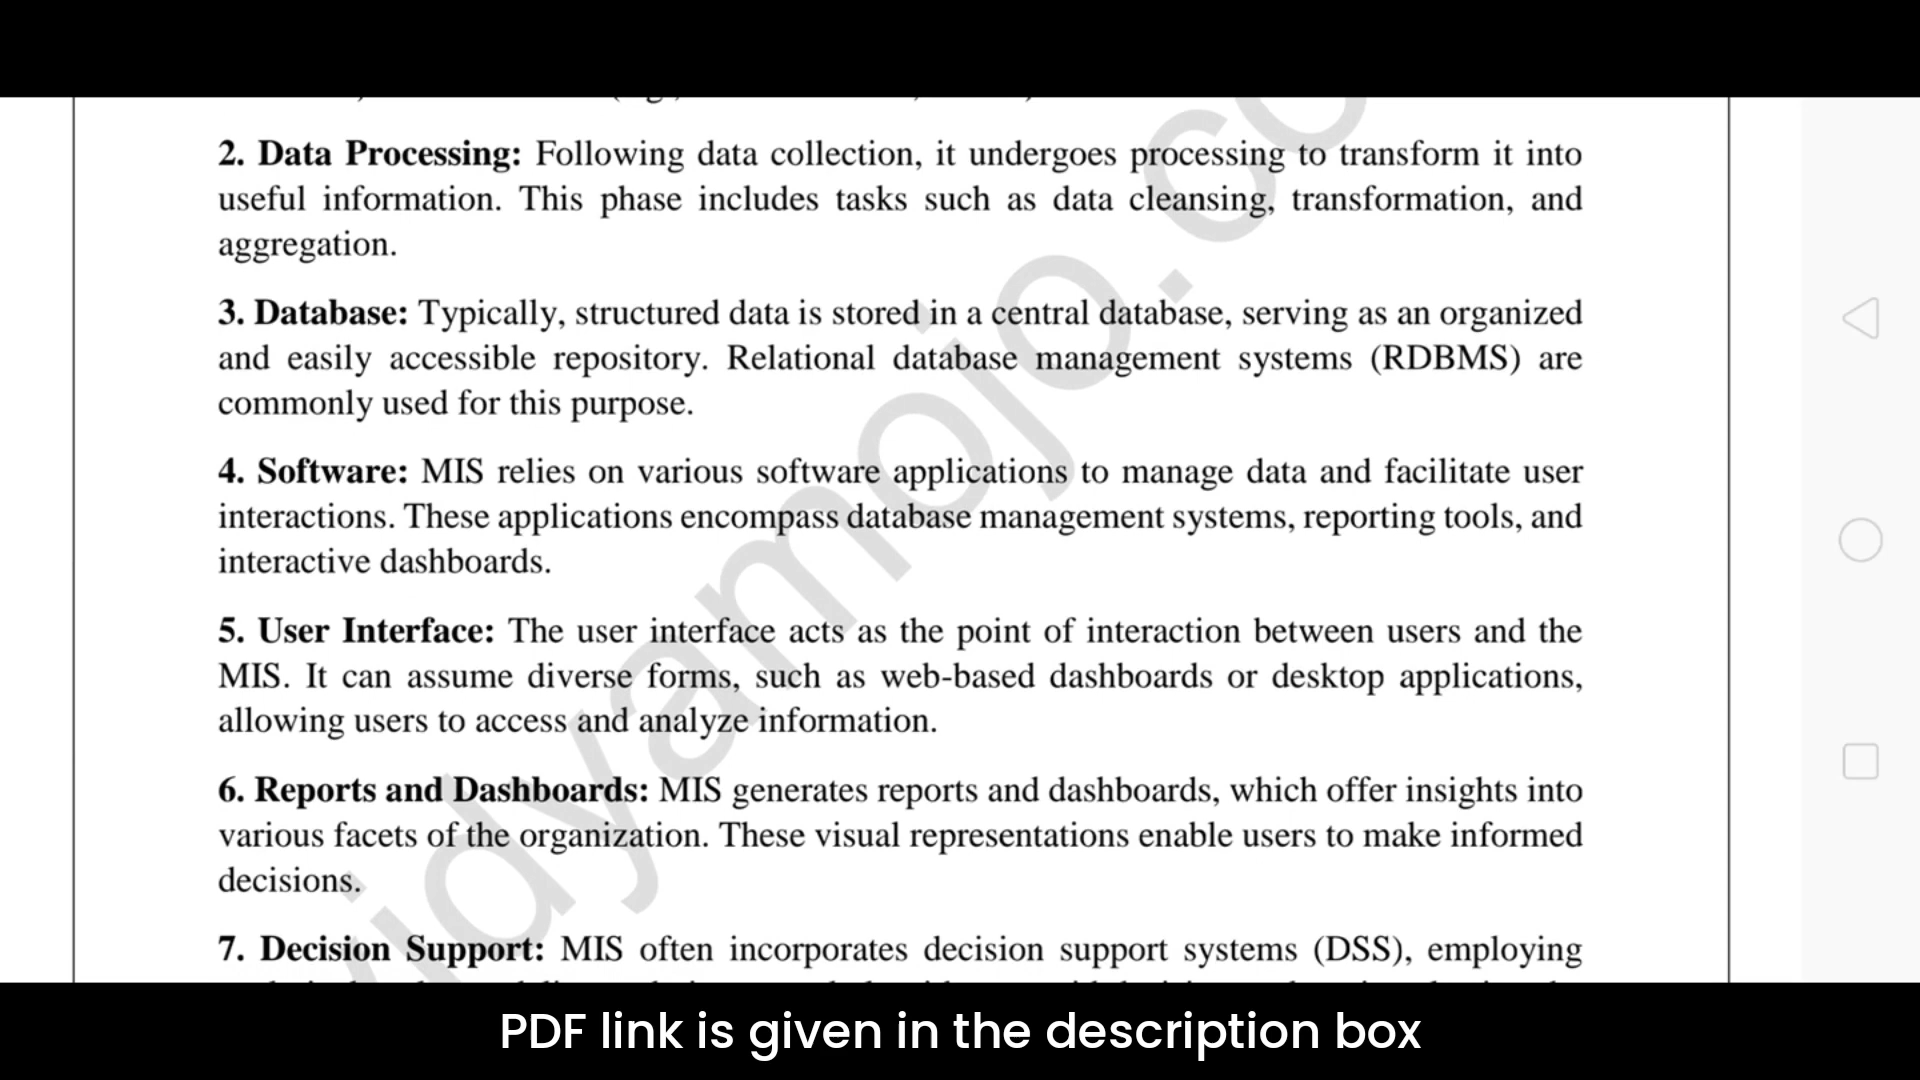 2. Data Processing: Following data collection, it undergoes processing to transform it into
useful information. This phase includes tasks such as data cleansing, transformation, and
aggregation.
3. Database: Typically, structured data is stored in a central database, serving as an organized
and easily accessible repository. Relational database management systems (RDBMS) are
commonly used for this purpose.
4. Software: MIS relies on various software applications to manage data and facilitate user
interactions. These applications encompass database management systems, reporting tools, and
interactive dashboards.
5. User Interface: The user interface acts as the point of interaction between users and the
MIS. It can assume diverse forms, such as web-based dashboards or desktop applications,
allowing users to access and analyze information.
6. Reports and Dashboards: MIS generates reports and dashboards, which offer insights into
various facets of the organization. These visual representations enable users to make informed
decisions.
7. Decision Support: MIS often incorporates decision support systems (DSS), employing
vidyamojo.co
PDF link is given in the description box